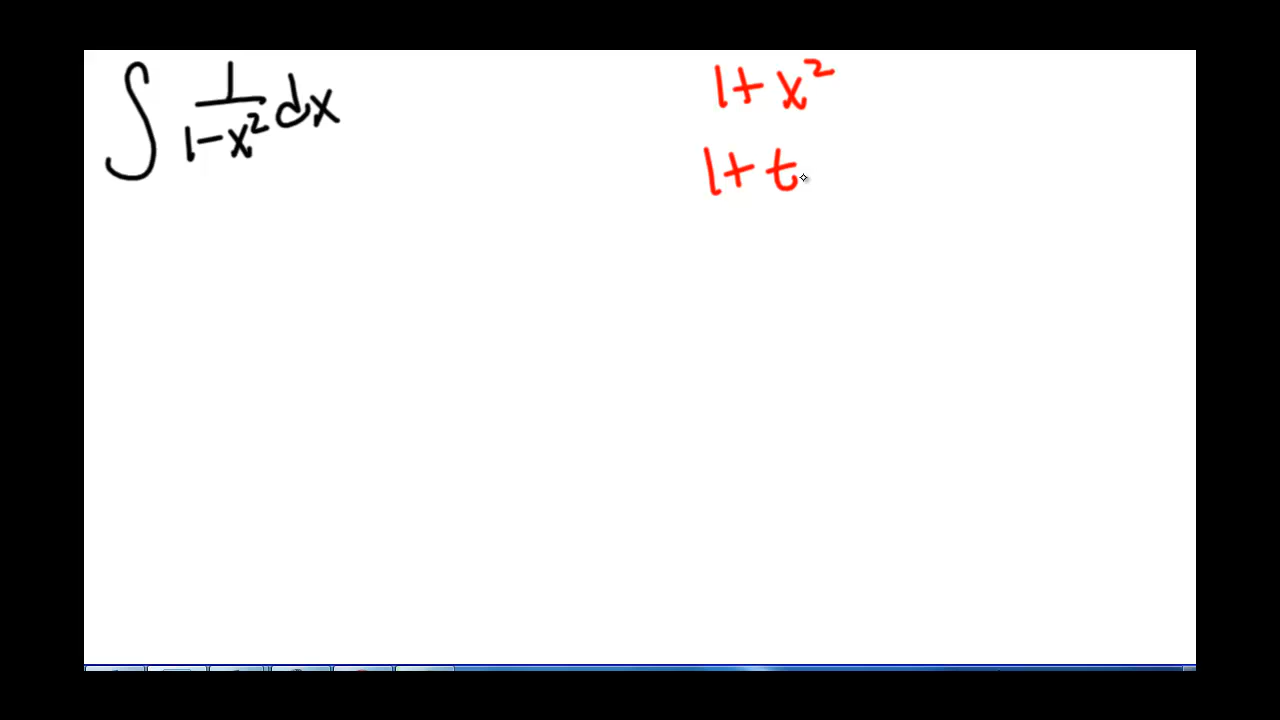 ∫ 1/(1-x²) dx
1+x²
1+t